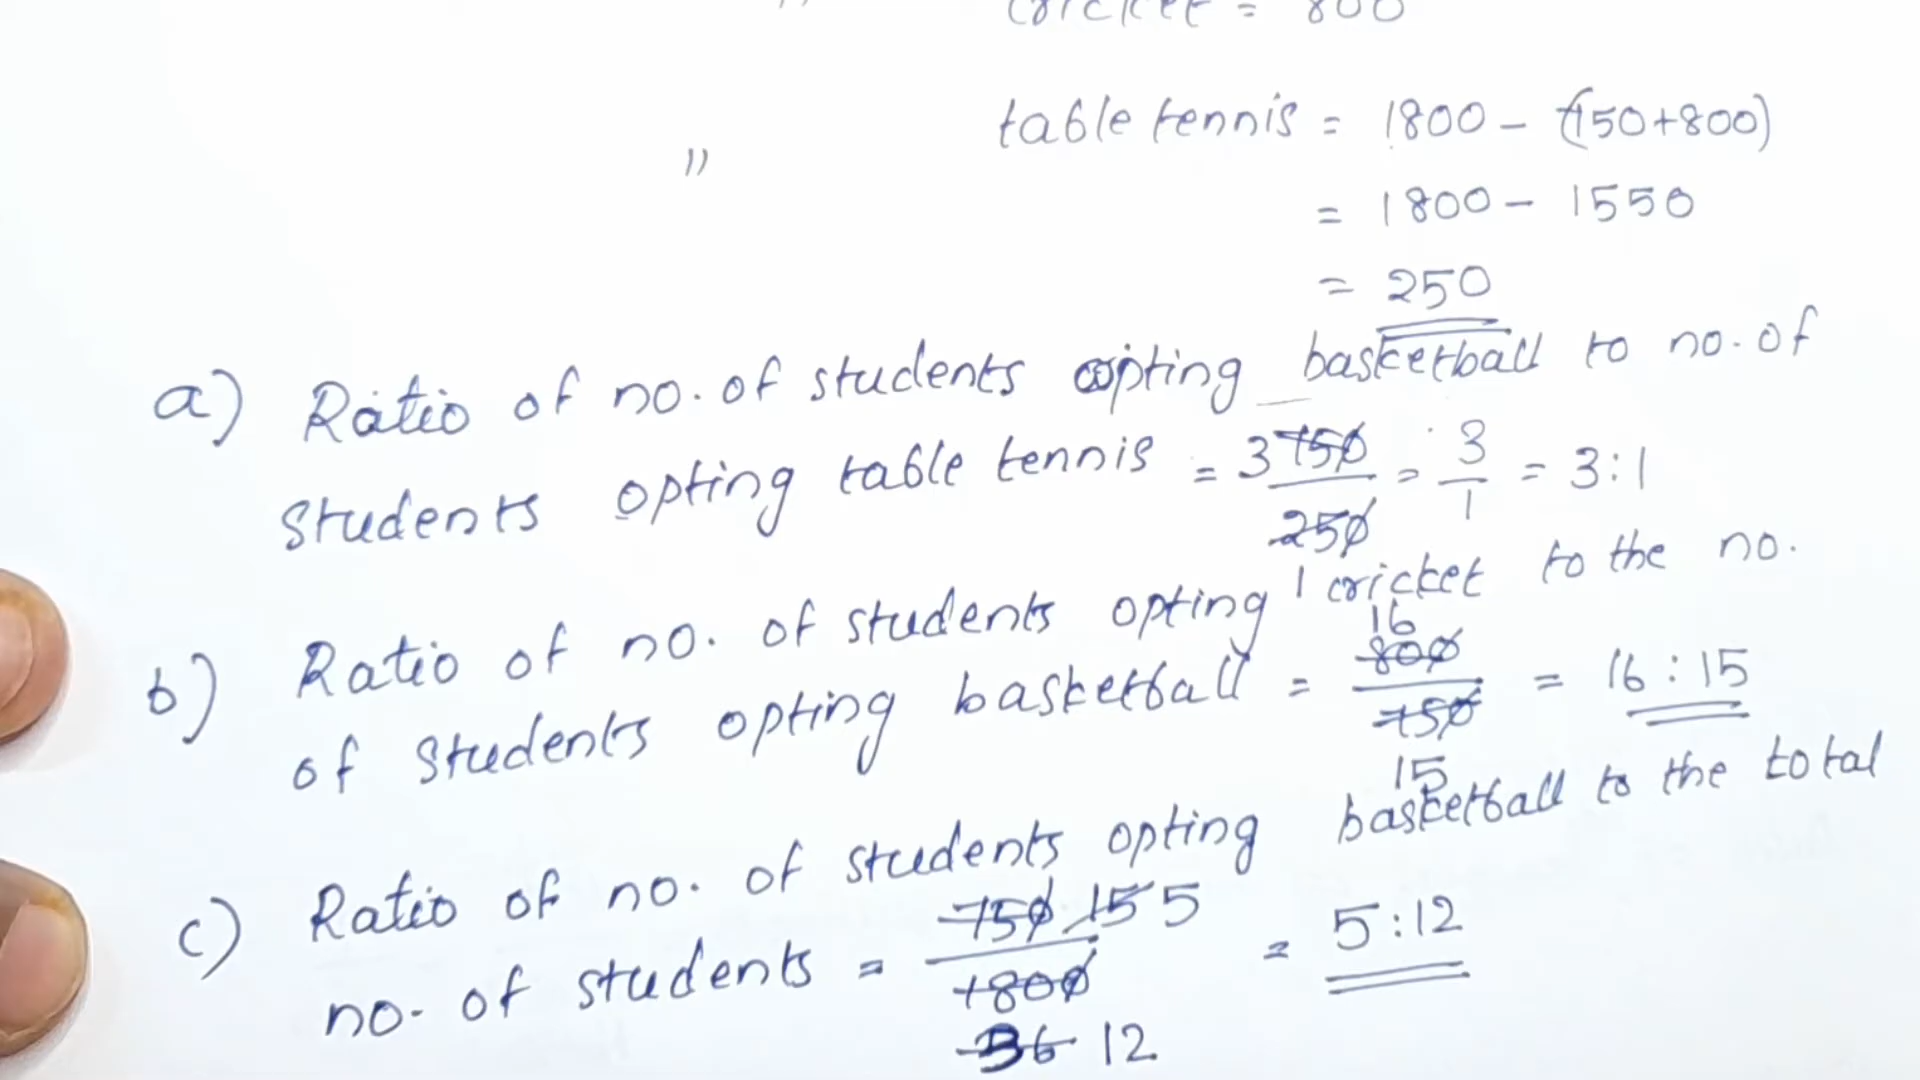 cricket = 800
table tennis = 1800 - (750+800)
"
= 1800 - 1550
= 250
a) Ratio of no. of students opting basketball to no. of
students opting table tennis = 3 750/250 1 = 3/1 = 3:1
b) Ratio of no. of students opting cricket to the no.
of students opting basketball = 16 800/750 15 = 16:15
c) Ratio of no. of students opting basketball to the total
no. of students = 750 15 5/1800 36 12 = 5:12